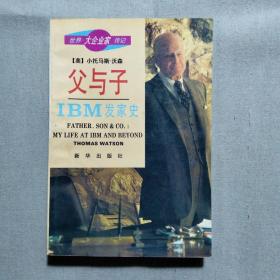 世界 大企业家 传记
【美】小托马斯·沃森
父与子
IBM发家史
FATHER, SON & CO.:
MY LIFE AT IBM AND BEYOND
THOMAS WATSON
新华出版社